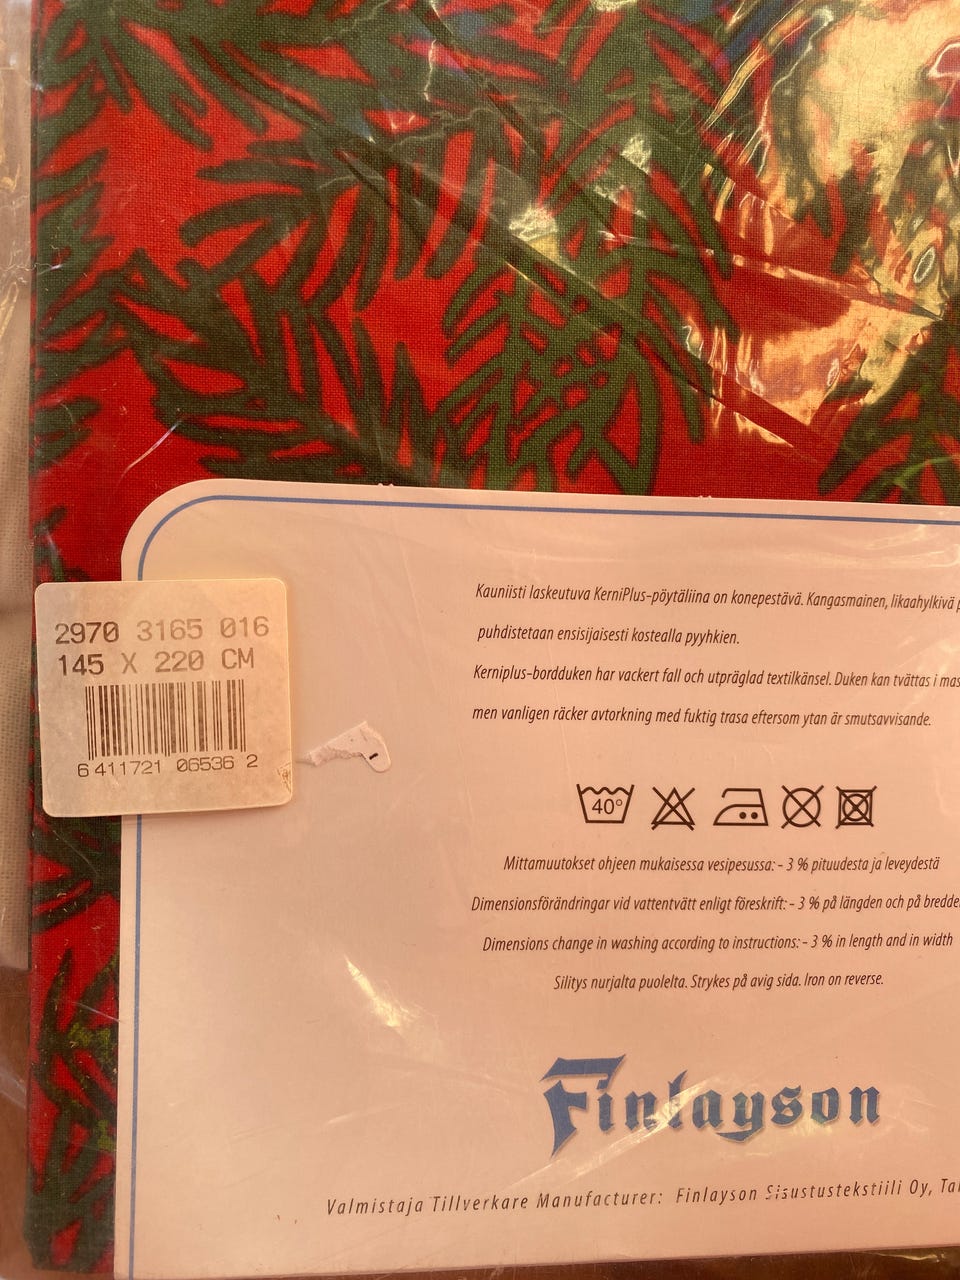 2970 3165 016
145 X 220 CM
6 411721 06536 2
Kauniisti laskeutuva KerniPlus-pöytäliina on konepestävä. Kangasmainen, likaahylkivä
puhdistetaan ensisijaisesti kostealla pyyhkien.
Kerniplus-bordduken har vackert fall och utpräglad textilkänsel. Duken kan tvättas i mas
men vanligen räcker avtorkning med fuktig trasa eftersom ytan är smutsavvisande.
40°
Mittamuutokset ohjeen mukaisessa vesipesussa: - 3 % pituudesta ja leveydestä
Dimensionsförändringar vid vattentvätt enligt föreskrift: - 3 % på längden och på bredde
Dimensions change in washing according to instructions: - 3 % in length and in width
Silitys nurjalta puolelta. Strykes på avig sida. Iron on reverse.
Finlayson
Valmistaja Tillverkare Manufacturer: Finlayson Sisustustekstiili Oy, Ta